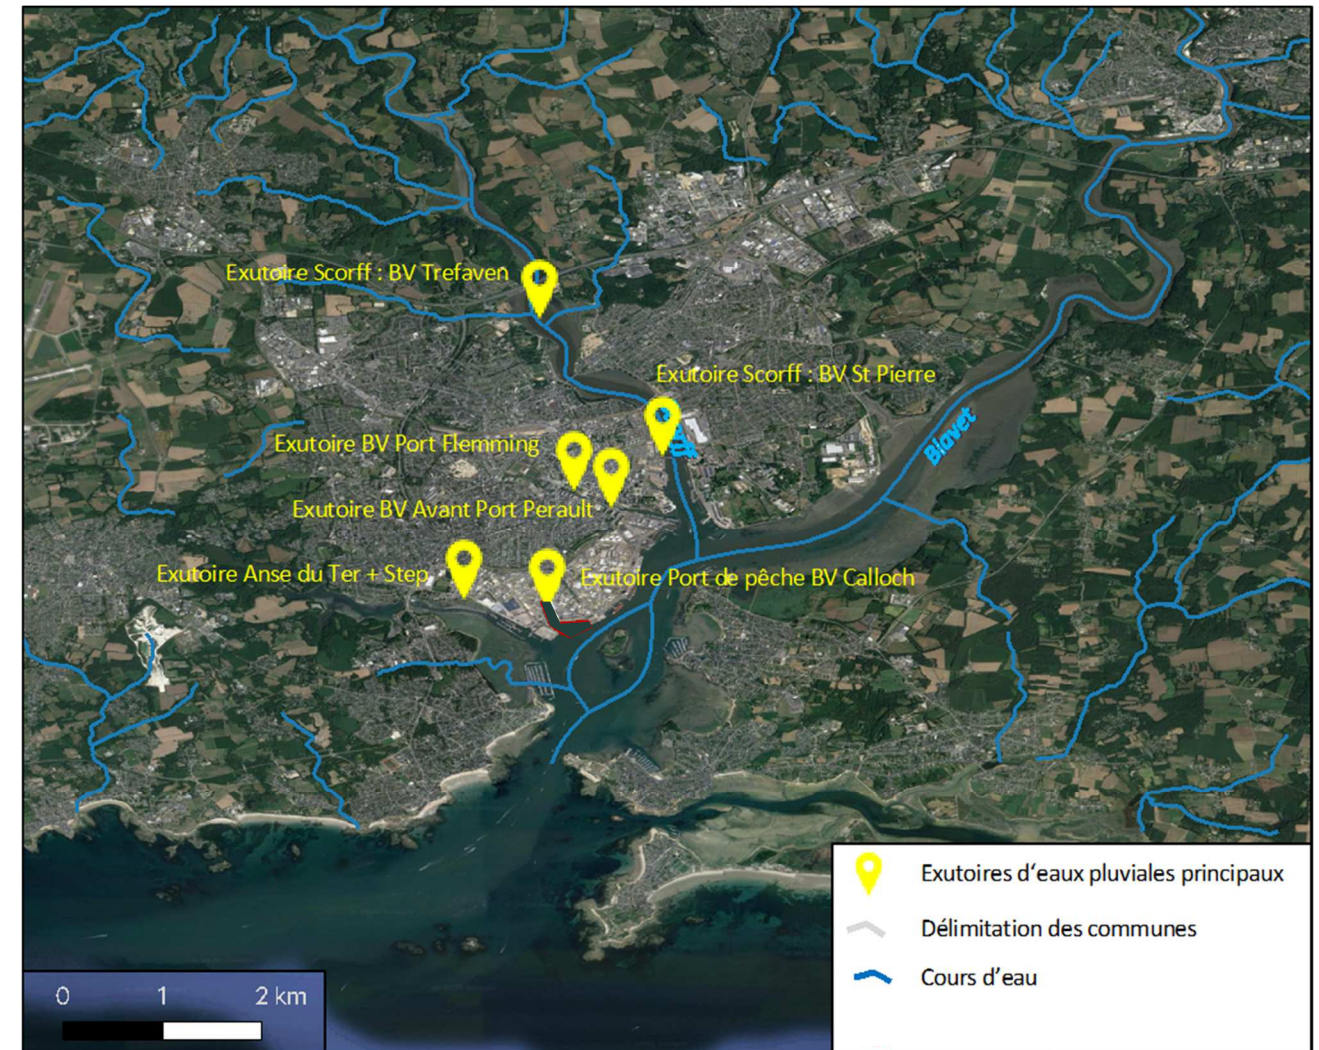 Exutoire Scorff : BV Trefaven
Exutoire Scorff : BV St Pierre
Exutoire BV Port Flemming
Blavet
Exutoire BV Avant Port Perault
Exutoire Anse du Ter + Step
Exutoire Port de pêche BV Calloch
Exutoires d'eaux pluviales principaux
Délimitation des communes
Cours d'eau
0 1 2 km